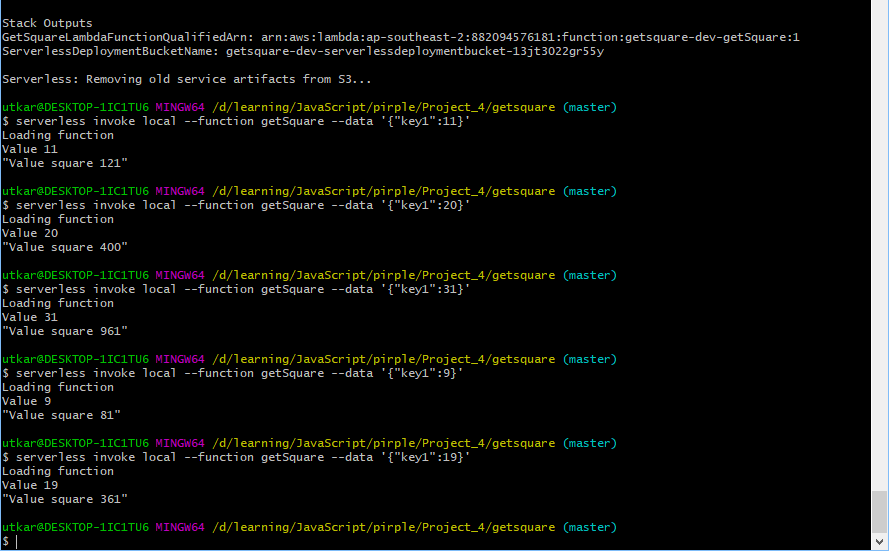 Stack Outputs
GetSquareLambdaFunctionQualifiedArn: arn:aws:lambda:ap-southeast-2:882094576181:function:getsquare-dev-getSquare:1
ServerlessDeploymentBucketName: getsquare-dev-serverlessdeploymentbucket-13jt3022gr55y
Serverless: Removing old service artifacts from S3...
utkar@DESKTOP-1IC1TU6 MINGW64 /d/learning/JavaScript/pirple/Project_4/getsquare (master)
$ serverless invoke local --function getSquare --data '{"key1":11}'
Loading function
Value 11
"Value square 121"
utkar@DESKTOP-1IC1TU6 MINGW64 /d/learning/JavaScript/pirple/Project_4/getsquare (master)
$ serverless invoke local --function getSquare --data '{"key1":20}'
Loading function
Value 20
"Value square 400"
utkar@DESKTOP-1IC1TU6 MINGW64 /d/learning/JavaScript/pirple/Project_4/getsquare (master)
$ serverless invoke local --function getSquare --data '{"key1":31}'
Loading function
Value 31
"Value square 961"
utkar@DESKTOP-1IC1TU6 MINGW64 /d/learning/JavaScript/pirple/Project_4/getsquare (master)
$ serverless invoke local --function getSquare --data '{"key1":9}'
Loading function
Value 9
"Value square 81"
utkar@DESKTOP-1IC1TU6 MINGW64 /d/learning/JavaScript/pirple/Project_4/getsquare (master)
$ serverless invoke local --function getSquare --data '{"key1":19}'
Loading function
Value 19
"Value square 361"
utkar@DESKTOP-1IC1TU6 MINGW64 /d/learning/JavaScript/pirple/Project_4/getsquare (master)
$